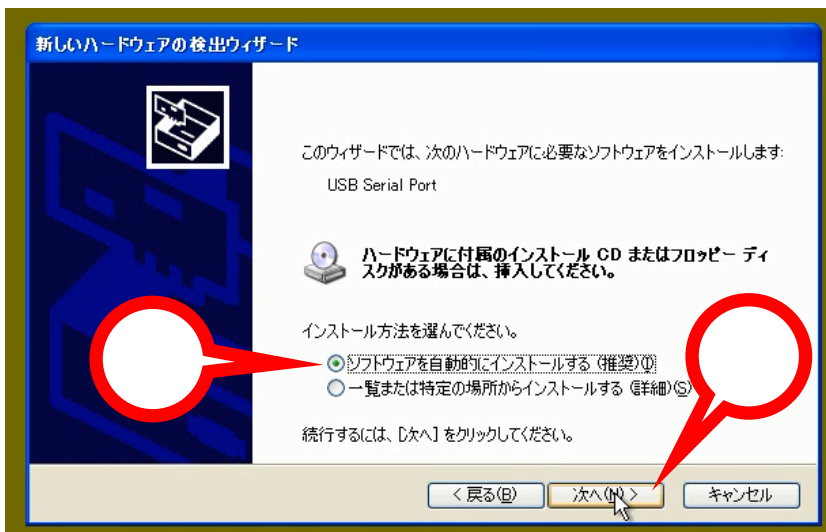 新しいハードウェアの検出ウィザード
このウィザードでは、次のハードウェアに必要なソフトウェアをインストールします:
USB Serial Port
ハードウェアに付属のインストール CD またはフロッピー ディ
スクがある場合は、挿入してください。
インストール方法を選んでください。
ソフトウェアを自動的にインストールする (推奨)(I)
一覧または特定の場所からインストールする (詳細)(S)
続行するには、[次へ] をクリックしてください。
< 戻る(B)
次へ(N) >
キャンセル